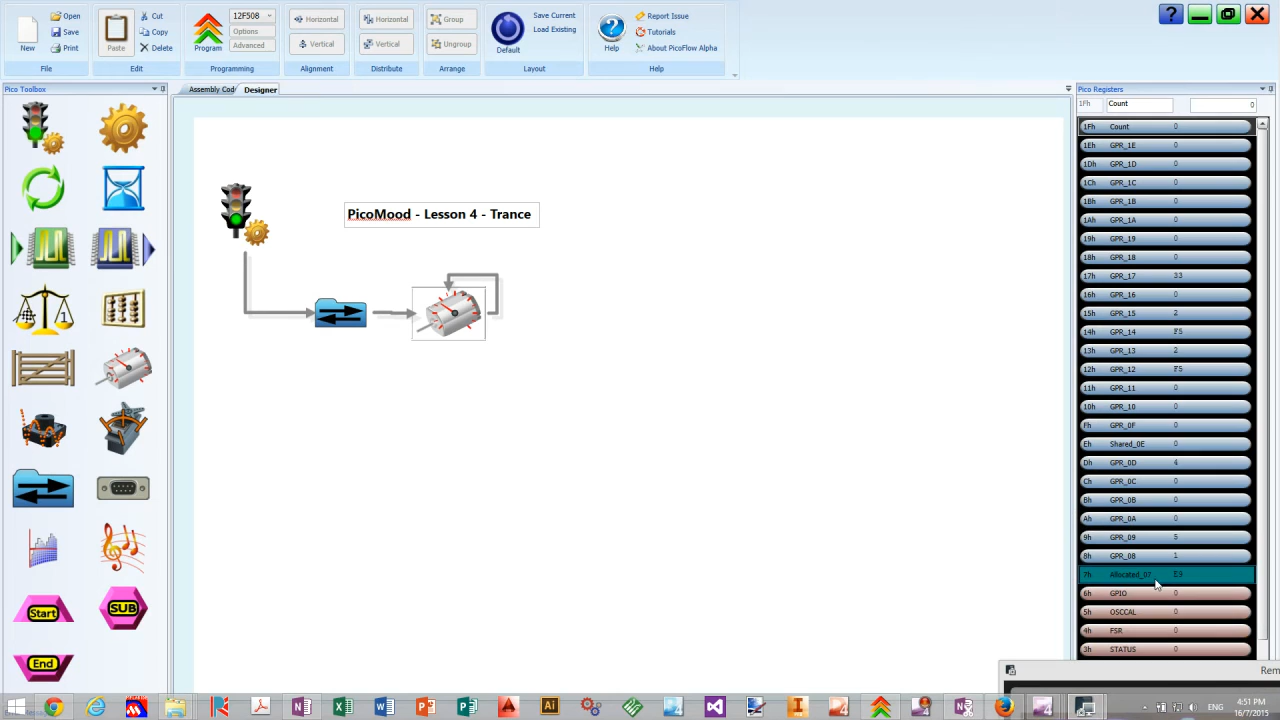 Open
Save
Print
New
File
Cut
Copy
Delete
Paste
Edit
12F508
Options
Advanced
Program
Programming
Horizontal
Vertical
Alignment
Horizontal
Vertical
Distribute
Group
Ungroup
Arrange
Save Current
Load Existing
Default
Layout
Report Issue
Tutorials
About PicoFlow Alpha
Help
Help
Pico Toolbox
Assembly Cod
Designer
Pico Registers
1Fh Count 0
1Fh Count 0
1Eh GPR_1E 0
1Dh GPR_1D 0
1Ch GPR_1C 0
1Bh GPR_1B 0
1Ah GPR_1A 0
19h GPR_19 0
18h GPR_18 0
17h GPR_17 33
16h GPR_16 0
15h GPR_15 2
14h GPR_14 F5
13h GPR_13 2
12h GPR_12 F5
11h GPR_11 0
10h GPR_10 0
Fh GPR_0F 0
Eh Shared_0E 0
Dh GPR_0D 4
Ch GPR_0C 0
Bh GPR_0B 0
Ah GPR_0A 0
9h GPR_09 5
8h GPR_08 1
7h Allocated_07 E9
6h GPIO 0
5h OSCCAL 0
4h FSR 0
3h STATUS 0
PicoMood - Lesson 4 - Trance
1
Start
SUB
End
Rem
ENG
4:51 PM
16/7/2015